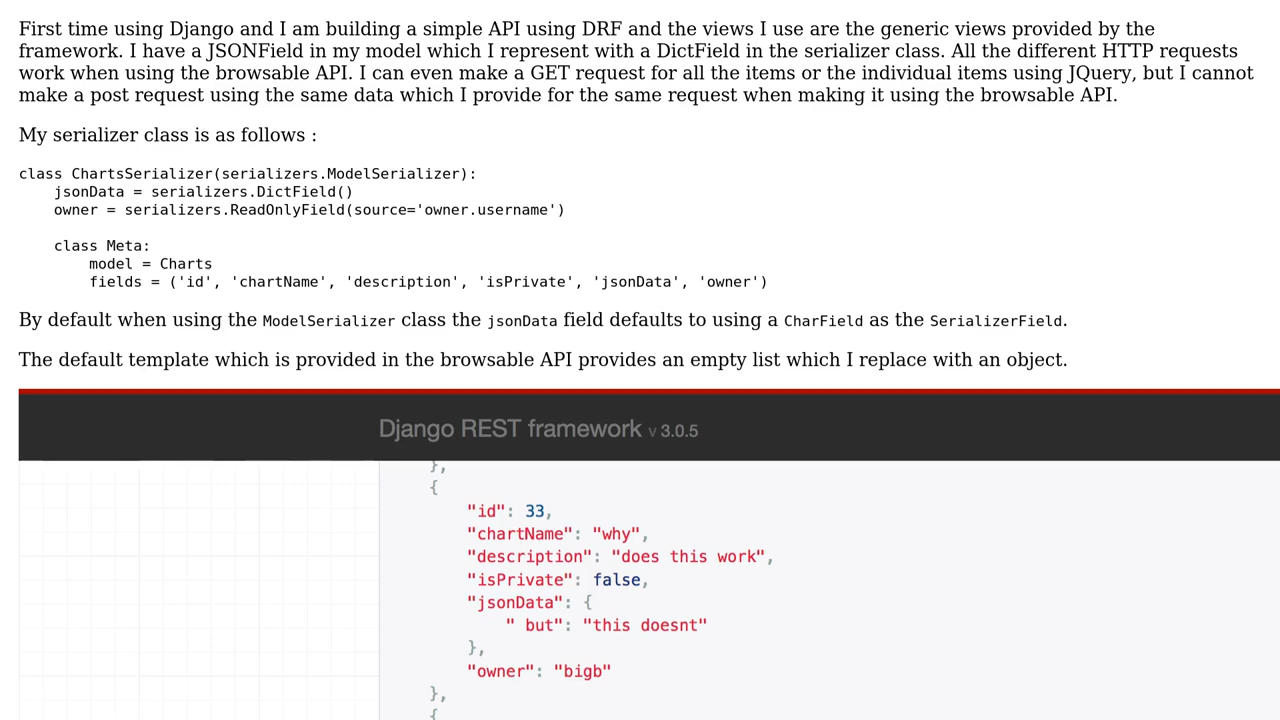 First time using Django and I am building a simple API using DRF and the views I use are the generic views provided by the
framework. I have a JSONField in my model which I represent with a DictField in the serializer class. All the different HTTP requests
work when using the browsable API. I can even make a GET request for all the items or the individual items using JQuery, but I cannot
make a post request using the same data which I provide for the same request when making it using the browsable API.
My serializer class is as follows :
class ChartsSerializer(serializers.ModelSerializer):
    jsonData = serializers.DictField()
    owner = serializers.ReadOnlyField(source='owner.username')
    class Meta:
        model = Charts
        fields = ('id', 'chartName', 'description', 'isPrivate', 'jsonData', 'owner')
By default when using the ModelSerializer class the jsonData field defaults to using a CharField as the SerializerField.
The default template which is provided in the browsable API provides an empty list which I replace with an object.
Django REST framework v 3.0.5
},
{
    "id": 33,
    "chartName": "why",
    "description": "does this work",
    "isPrivate": false,
    "jsonData": {
        " but": "this doesnt"
    },
    "owner": "bigb"
},
{